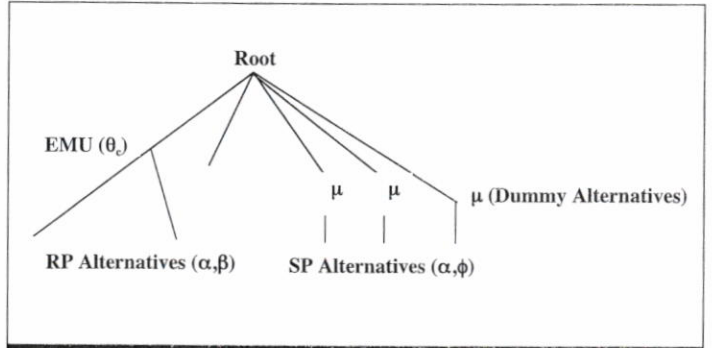 Root
EMU (θc)
μ μ μ (Dummy Alternatives)
RP Alternatives (α,β) SP Alternatives (α,φ)